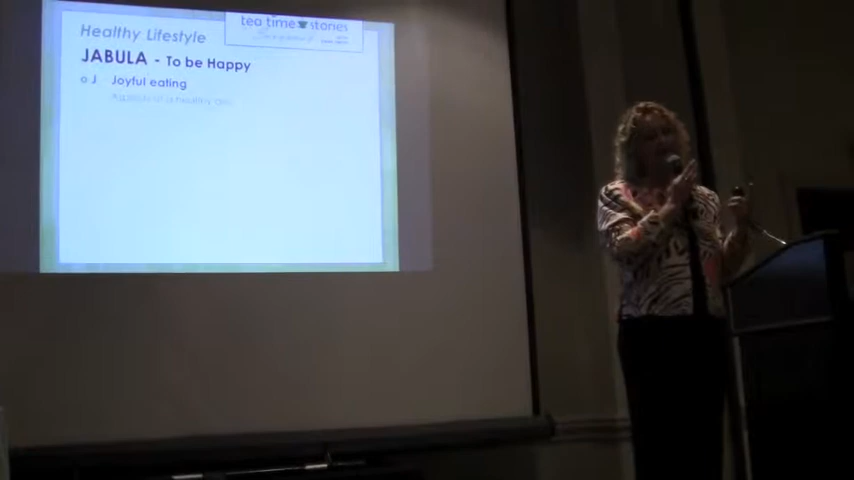 tea time stories
Healthy Lifestyle
JABULA - To be Happy
o J Joyful eating